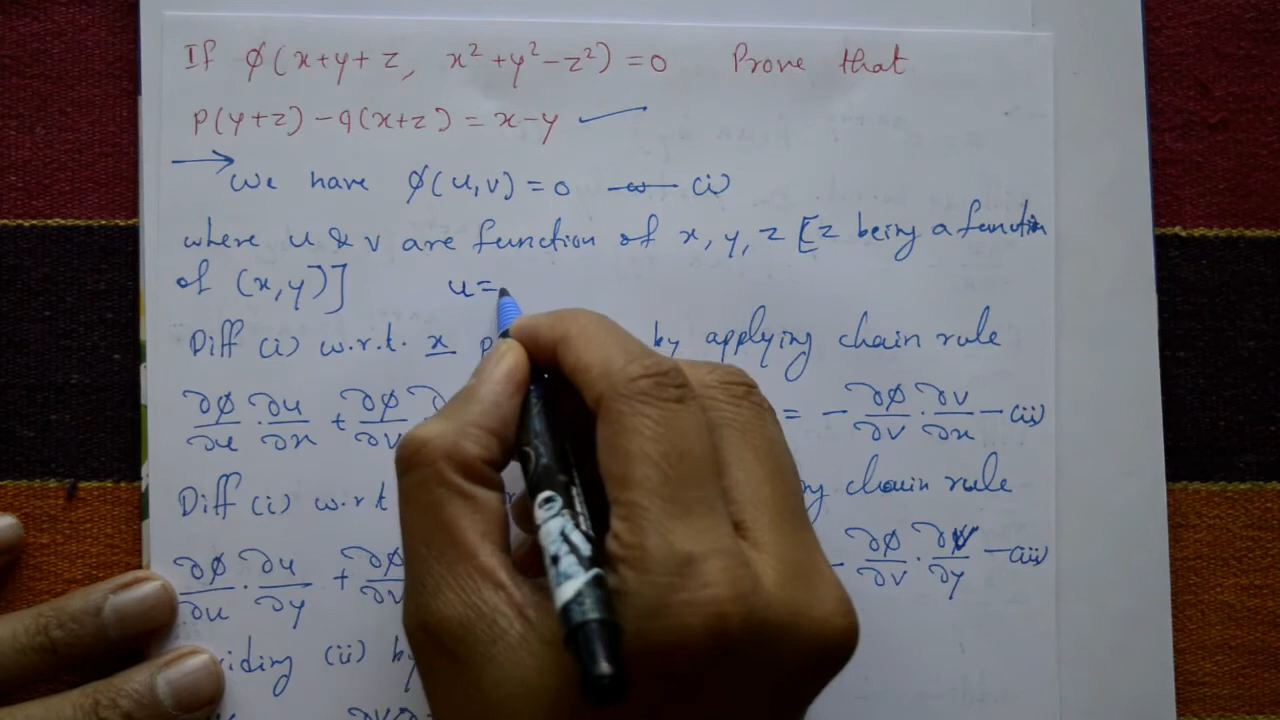 If ϕ(x+y+z, x²+y²-z²) = 0 Prove that
p(y+z) - q(x+z) = x-y
→ We have ϕ(u,v) = 0 — (i)
where u & v are function of x, y, z [z being a function
of (x,y)] u=
Diff (i) w.r.t. x by applying chain rule
∂ϕ/∂u · ∂u/∂x + ∂ϕ/∂v = - ∂ϕ/∂v · ∂v/∂x — (ii)
Diff (i) w.r.t chain rule
∂ϕ/∂u · ∂u/∂y + ∂ϕ/∂v - ∂ϕ/∂v · ∂v/∂y — (iii)
(ii) by